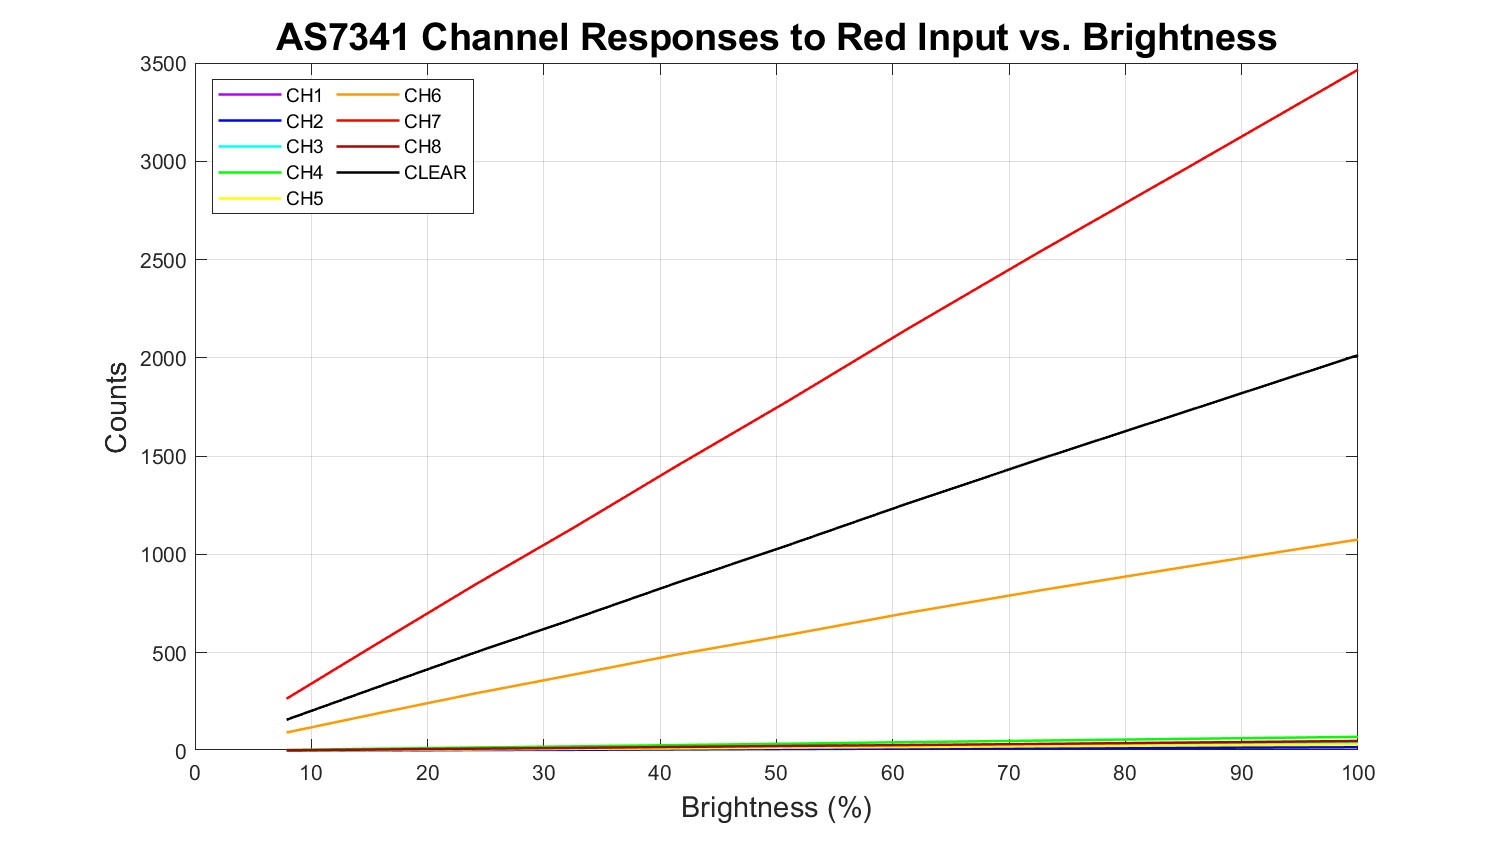 AS7341 Channel Responses to Red Input vs. Brightness
3500
3000
2500
2000
1500
1000
500
0
Counts
CH1 CH6
CH2 CH7
CH3 CH8
CH4 CLEAR
CH5
0 10 20 30 40 50 60 70 80 90 100
Brightness (%)